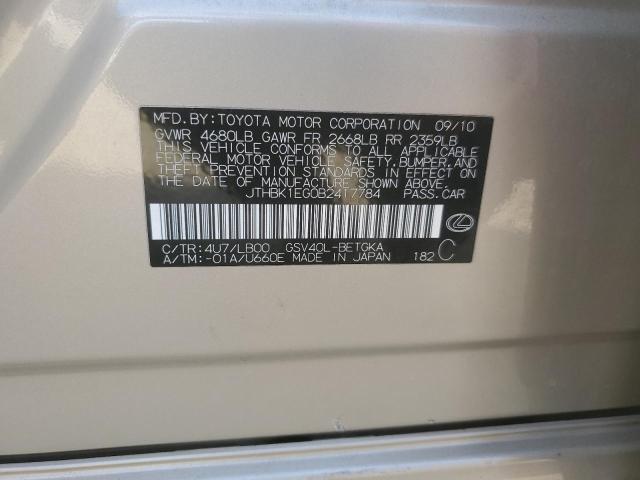 MFD. BY: TOYOTA MOTOR CORPORATION 09/10
GVWR 4680LB GAWR FR 2668LB RR 2359LB
THIS VEHICLE CONFORMS TO ALL APPLICABLE
FEDERAL MOTOR VEHICLE SAFETY, BUMPER, AND
THEFT PREVENTION STANDARDS IN EFFECT ON
THE DATE OF MANUFACTURE SHOWN ABOVE.
JTHBK1EG0B2417784 PASS. CAR
C/TR: 4U7/LB00 GSV40L-BETGKA
A/TM: -01A/U660E MADE IN JAPAN 182 C